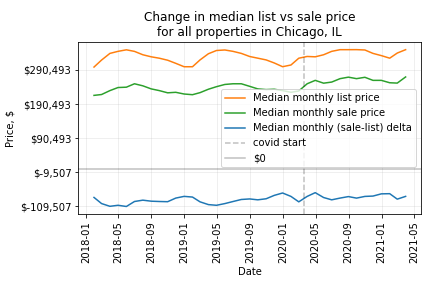 Change in median list vs sale price
for all properties in Chicago, IL
Price, $
$290,493
$190,493
$90,493
$-9,507
$-109,507
Median monthly list price
Median monthly sale price
Median monthly (sale-list) delta
covid start
$0
2018-01
2018-05
2018-09
2019-01
2019-05
2019-09
2020-01
2020-05
2020-09
2021-01
2021-05
Date